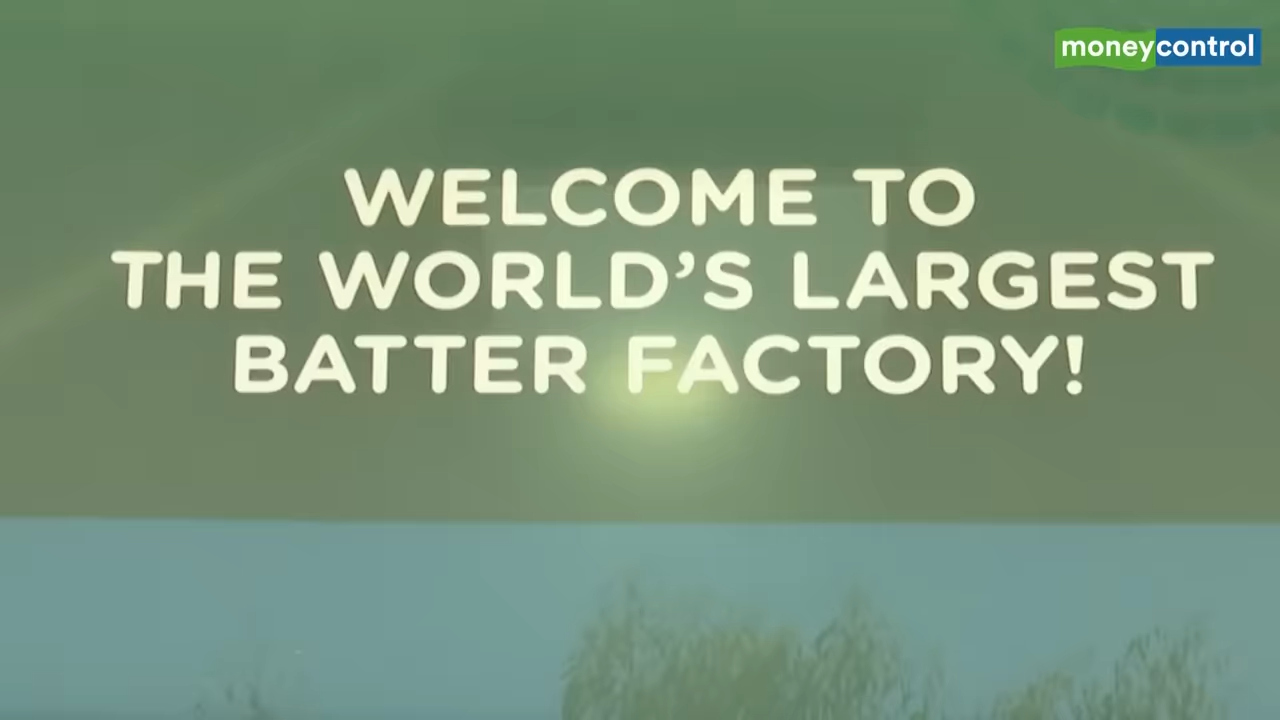 moneycontrol
WELCOME TO
THE WORLD'S LARGEST
BATTER FACTORY!